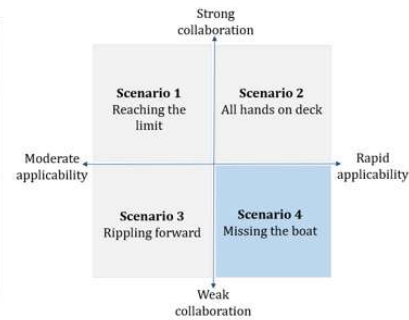 Strong
collaboration
Scenario 1
Reaching the
limit
Scenario 2
All hands on deck
Moderate
applicability
Rapid
applicability
Scenario 3
Rippling forward
Scenario 4
Missing the boat
Weak
collaboration